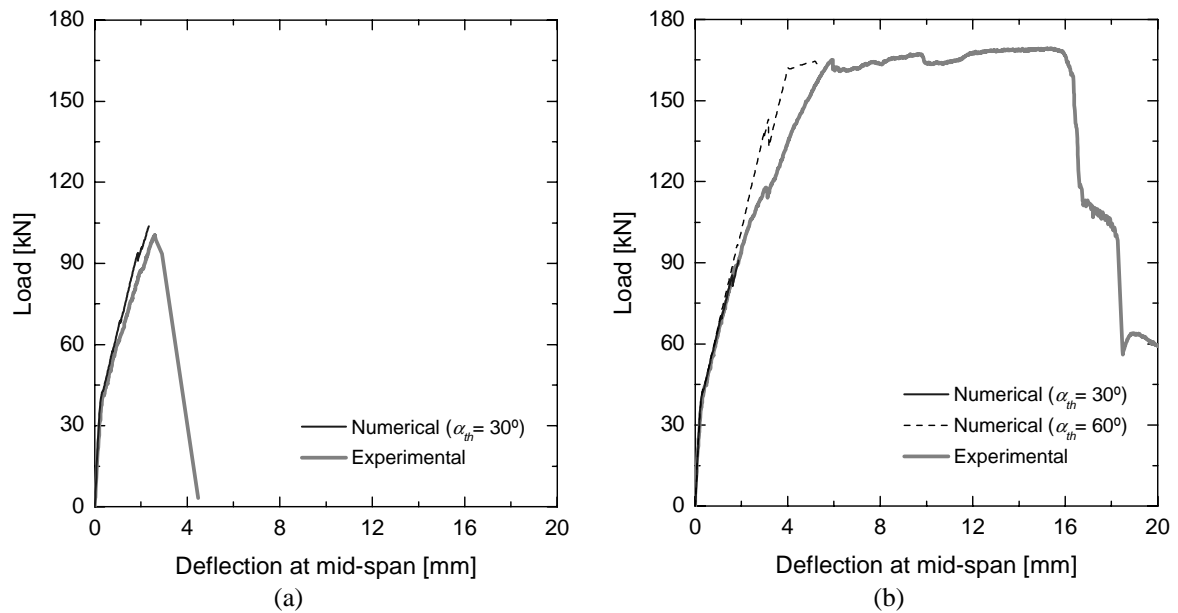 180
150
120
90
60
30
0
Load [kN]
Numerical (αth= 30º)
Experimental
0 4 8 12 16 20
Deflection at mid-span [mm]
(a)
180
150
120
90
60
30
0
Load [kN]
Numerical (αth= 30º)
Numerical (αth= 60º)
Experimental
0 4 8 12 16 20
Deflection at mid-span [mm]
(b)